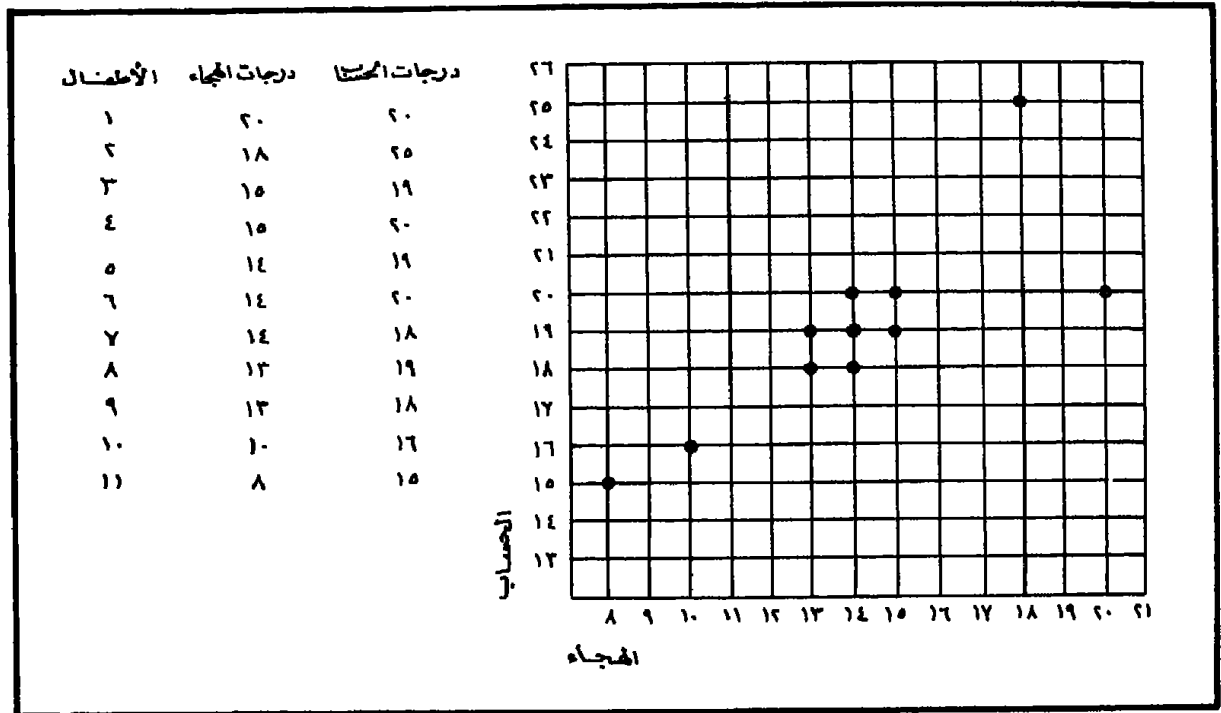 الأطفال درجات الهجاء درجات الحساب
١ ٢٠ ٢٠
٢ ١٨ ٢٥
٣ ١٥ ١٩
٤ ١٥ ٢٠
٥ ١٤ ١٩
٦ ١٤ ٢٠
٧ ١٤ ١٨
٨ ١٣ ١٩
٩ ١٣ ١٨
١٠ ١٠ ١٦
١١ ٨ ١٥
٢٦
٢٥
٢٤
٢٣
٢٢
٢١
٢٠
١٩
١٨
١٧
١٦
١٥
١٤
١٣
الحساب
٨ ٩ ١٠ ١١ ١٢ ١٣ ١٤ ١٥ ١٦ ١٧ ١٨ ١٩ ٢٠ ٢١
الهجاء